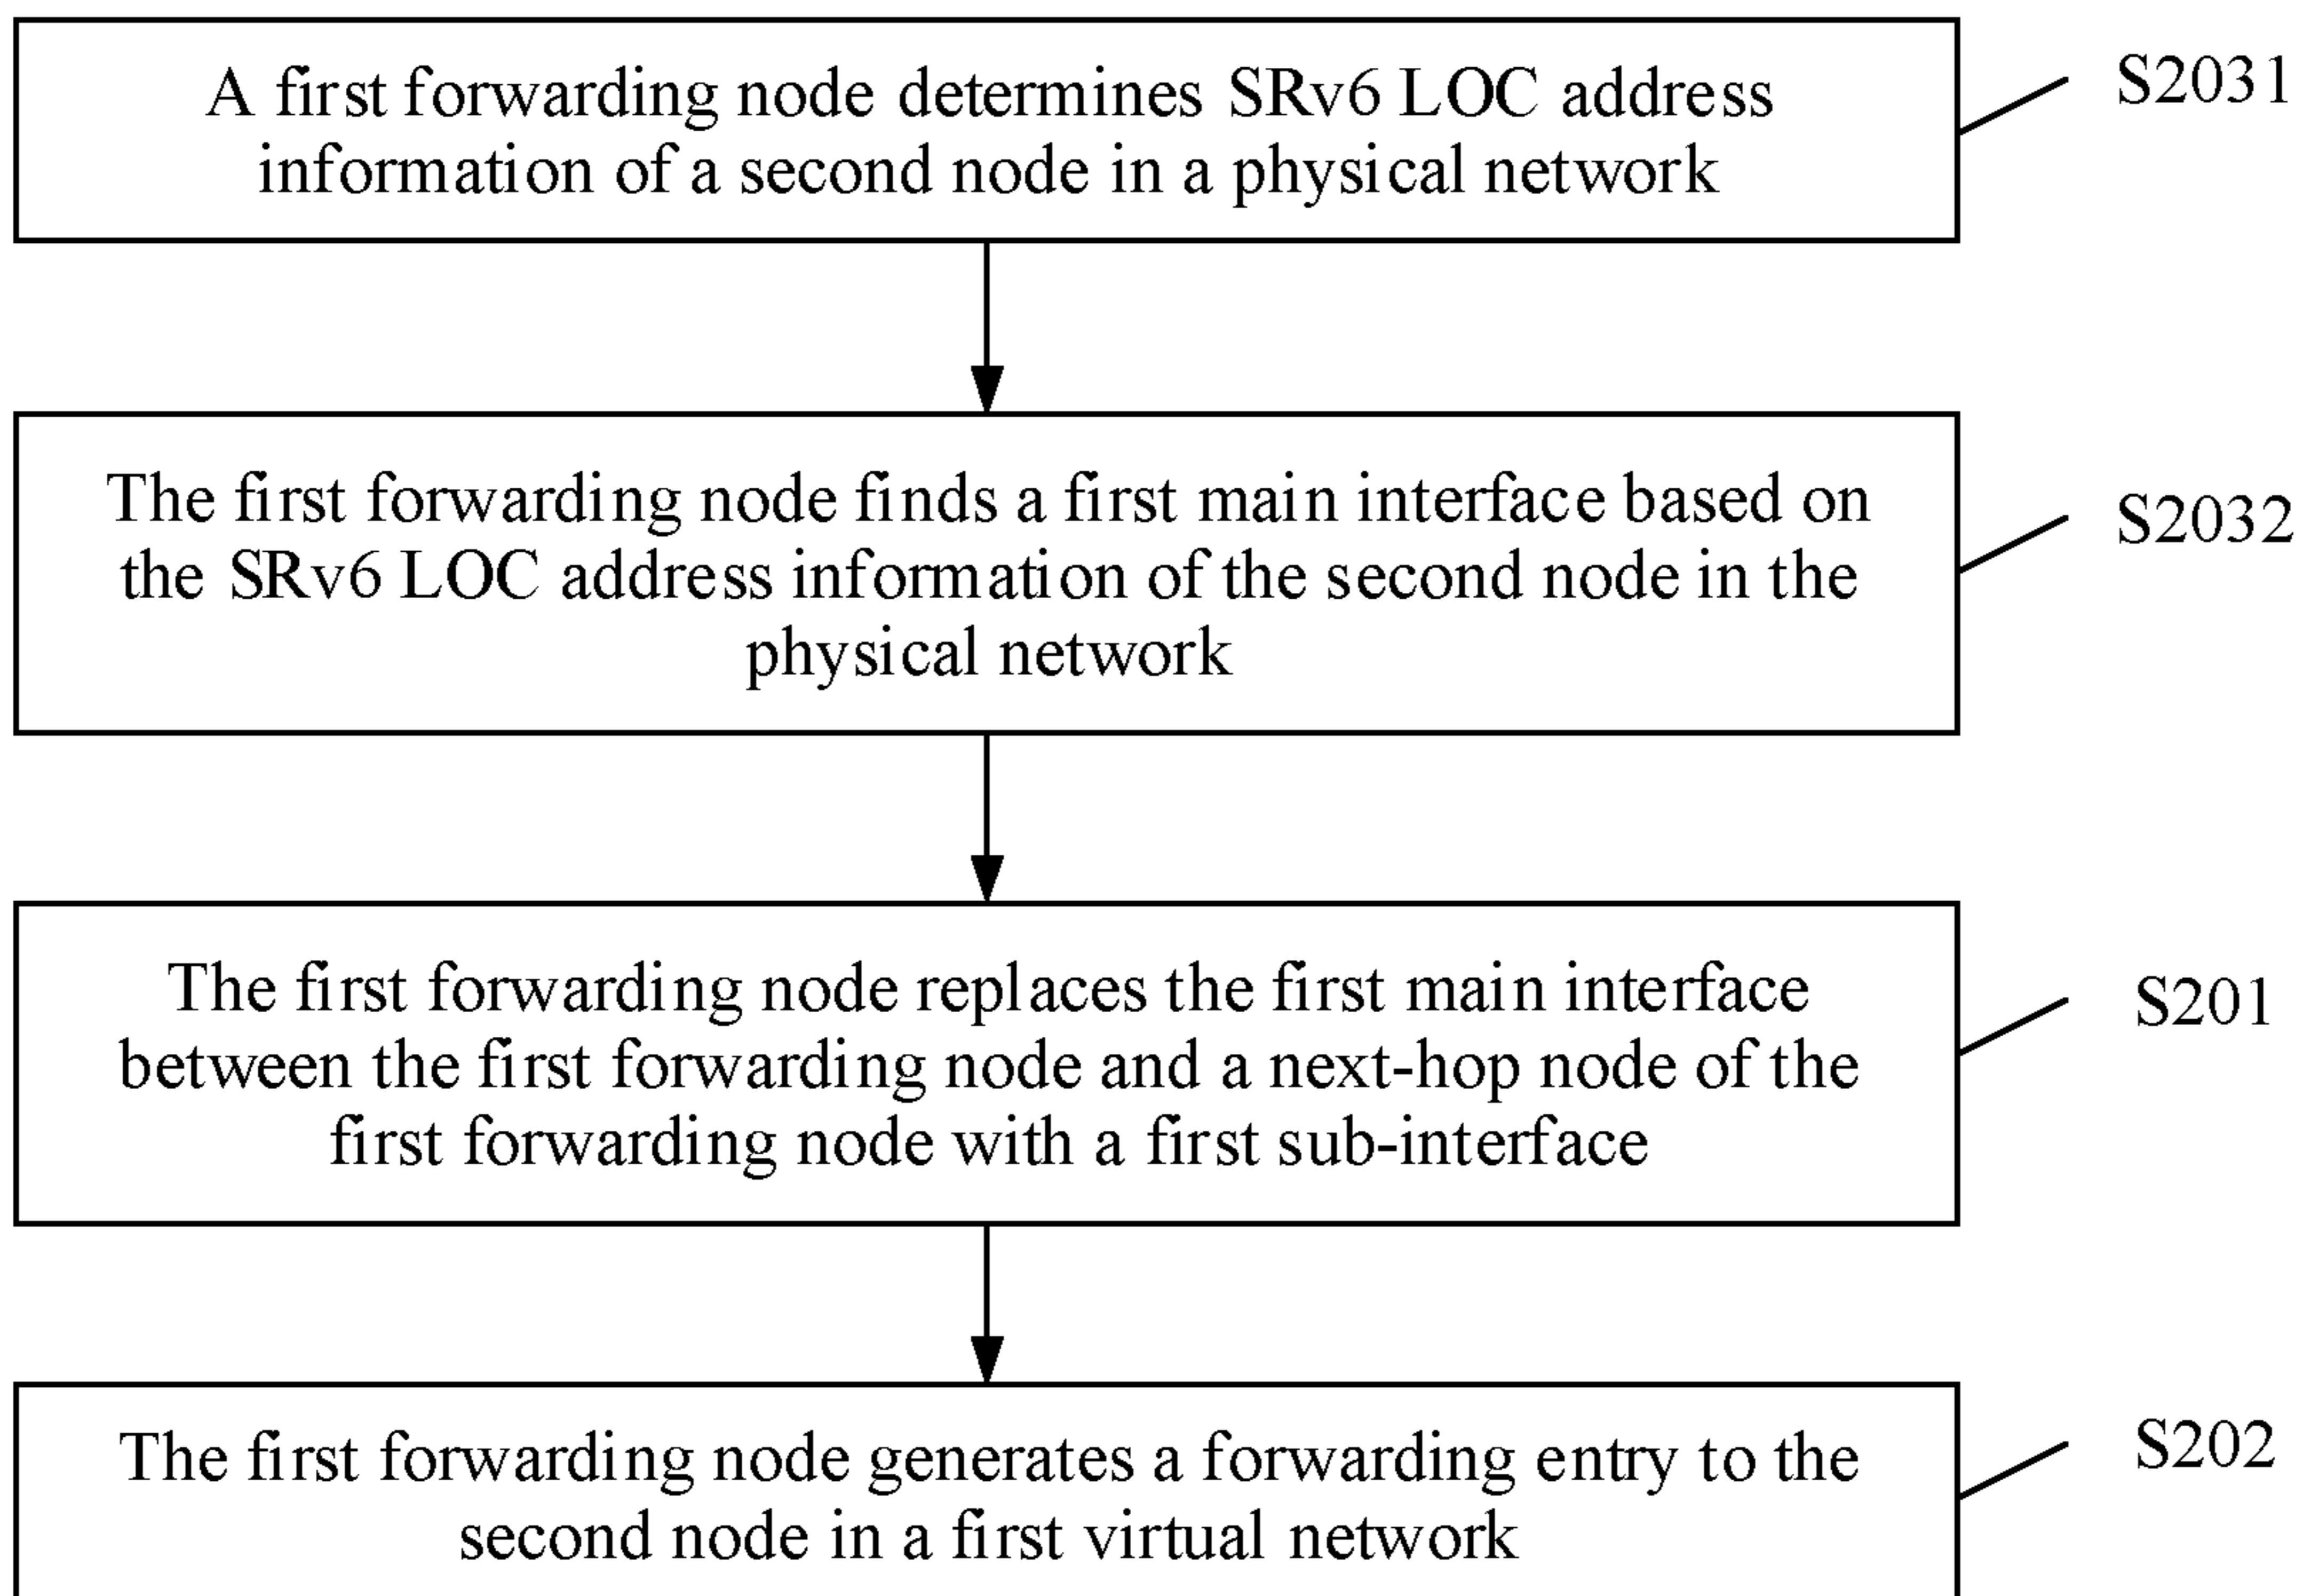 A first forwarding node determines SRv6 LOC address
information of a second node in a physical network
S2031
The first forwarding node finds a first main interface based on
the SRv6 LOC address information of the second node in the
physical network
S2032
The first forwarding node replaces the first main interface
between the first forwarding node and a next-hop node of the
first forwarding node with a first sub-interface
S201
The first forwarding node generates a forwarding entry to the
second node in a first virtual network
S202